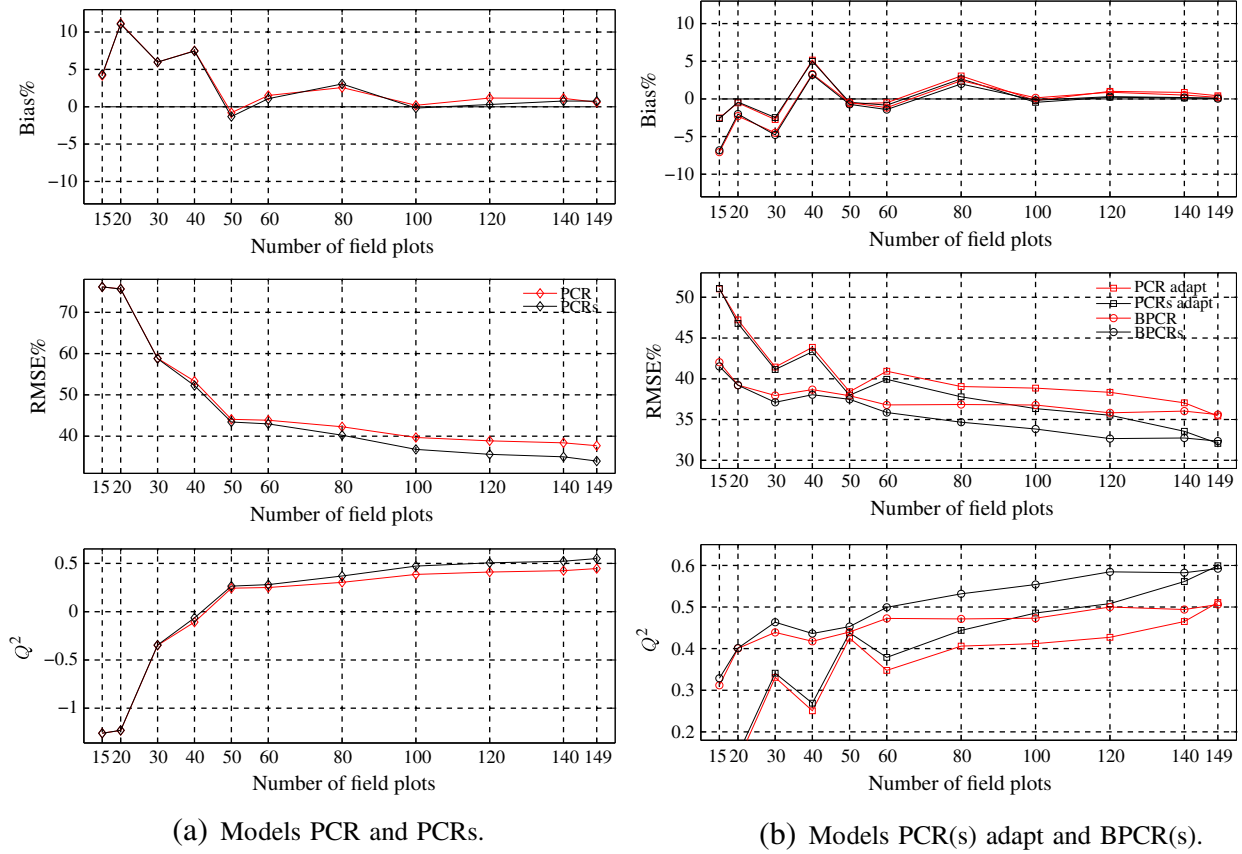 10
5
0
−5
−10
Bias%
15 20 30 40 50 60 80 100 120 140 149
Number of field plots
70
60
50
40
RMSE%
PCR
PCRs
15 20 30 40 50 60 80 100 120 140 149
Number of field plots
0.5
0
−0.5
−1
Q²
15 20 30 40 50 60 80 100 120 140 149
Number of field plots
(a) Models PCR and PCRs.
10
5
0
−5
−10
Bias%
15 20 30 40 50 60 80 100 120 140 149
Number of field plots
50
45
40
35
30
RMSE%
PCR adapt
PCRs adapt
BPCR
BPCRs
15 20 30 40 50 60 80 100 120 140 149
Number of field plots
0.6
0.5
0.4
0.3
0.2
Q²
15 20 30 40 50 60 80 100 120 140 149
Number of field plots
(b) Models PCR(s) adapt and BPCR(s).